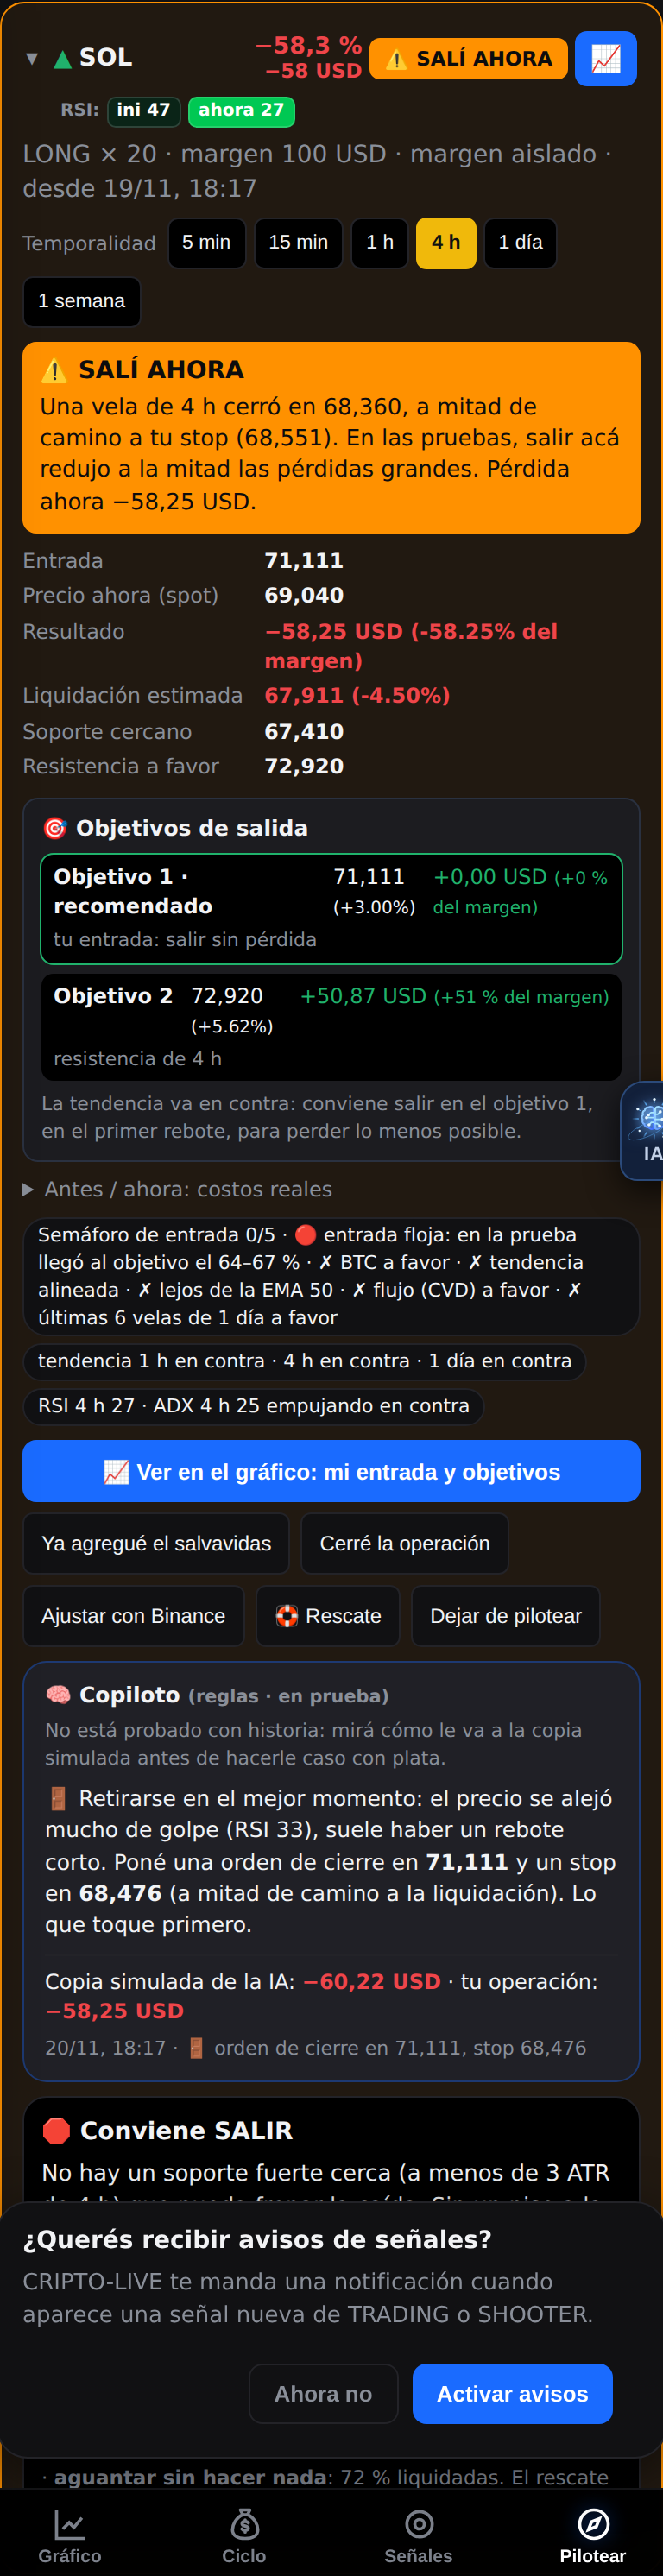 ▼ ▲ SOL −58,3 % ⚠️ SALÍ AHORA
−58 USD
RSI: ini 47 ahora 27
LONG × 20 · margen 100 USD · margen aislado ·
desde 19/11, 18:17
Temporalidad 5 min 15 min 1 h 4 h 1 día
1 semana
⚠️ SALÍ AHORA
Una vela de 4 h cerró en 68,360, a mitad de
camino a tu stop (68,551). En las pruebas, salir acá
redujo a la mitad las pérdidas grandes. Pérdida
ahora −58,25 USD.
Entrada 71,111
Precio ahora (spot) 69,040
Resultado −58,25 USD (-58.25% del
margen)
Liquidación estimada 67,911 (-4.50%)
Soporte cercano 67,410
Resistencia a favor 72,920
🎯 Objetivos de salida
Objetivo 1 · 71,111 +0,00 USD (+0 %
recomendado (+3.00%) del margen)
tu entrada: salir sin pérdida
Objetivo 2 72,920 +50,87 USD (+51 % del margen)
(+5.62%)
resistencia de 4 h
La tendencia va en contra: conviene salir en el objetivo 1,
en el primer rebote, para perder lo menos posible.
IA
▶ Antes / ahora: costos reales
Semáforo de entrada 0/5 · 🔴 entrada floja: en la prueba
llegó al objetivo el 64–67 % · ✗ BTC a favor · ✗ tendencia
alineada · ✗ lejos de la EMA 50 · ✗ flujo (CVD) a favor · ✗
últimas 6 velas de 1 día a favor
tendencia 1 h en contra · 4 h en contra · 1 día en contra
RSI 4 h 27 · ADX 4 h 25 empujando en contra
📈 Ver en el gráfico: mi entrada y objetivos
Ya agregué el salvavidas Cerré la operación
Ajustar con Binance 🛟 Rescate Dejar de pilotear
🧠 Copiloto (reglas · en prueba)
No está probado con historia: mirá cómo le va a la copia
simulada antes de hacerle caso con plata.
🚪 Retirarse en el mejor momento: el precio se alejó
mucho de golpe (RSI 33), suele haber un rebote
corto. Poné una orden de cierre en 71,111 y un stop
en 68,476 (a mitad de camino a la liquidación). Lo
que toque primero.
Copia simulada de la IA: −60,22 USD · tu operación:
−58,25 USD
20/11, 18:17 · 🚪 orden de cierre en 71,111, stop 68,476
🛑 Conviene SALIR
No hay un soporte fuerte cerca (a menos de 3 ATR
¿Querés recibir avisos de señales?
CRIPTO-LIVE te manda una notificación cuando
aparece una señal nueva de TRADING o SHOOTER.
Ahora no Activar avisos
· aguantar sin hacer nada: 72 % liquidadas. El rescate
Gráfico Ciclo Señales Pilotear